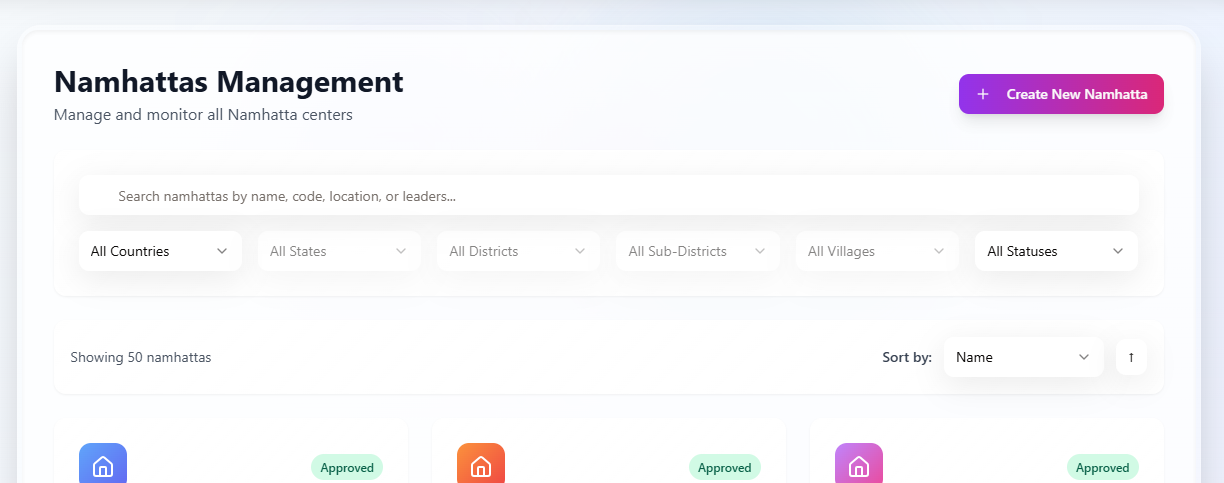 Namhattas Management
Manage and monitor all Namhatta centers
Create New Namhatta
Search namhattas by name, code, location, or leaders...
All Countries All States All Districts All Sub-Districts All Villages All Statuses
Showing 50 namhattas Sort by: Name ↑
Approved Approved Approved